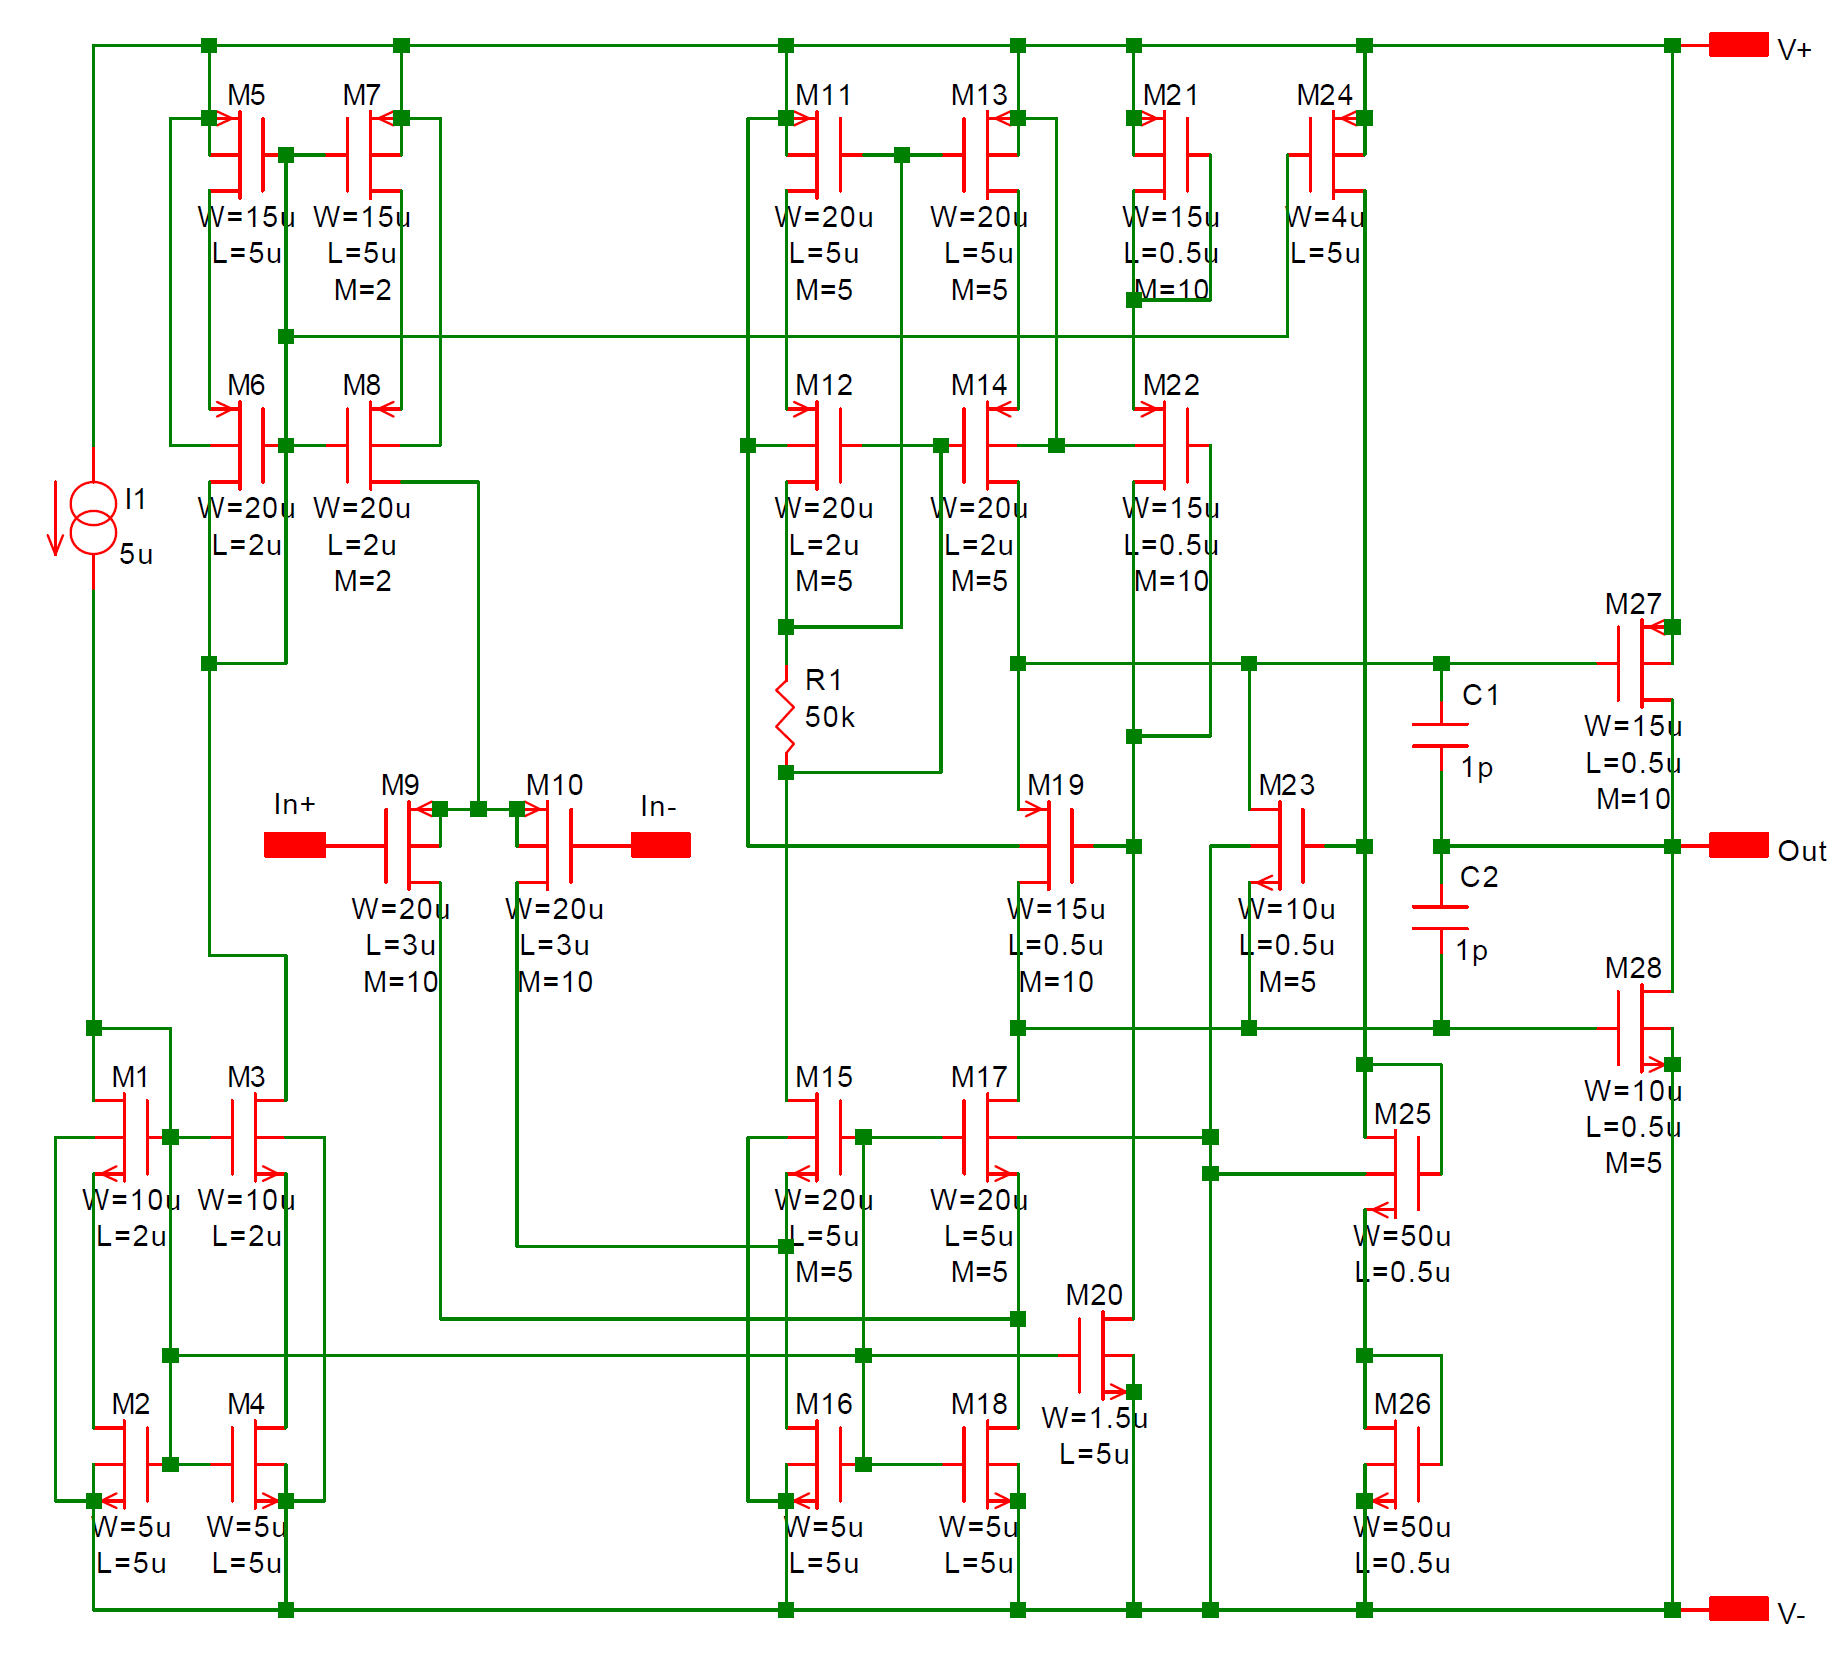 V+
M5
M7
M11
M13
M21
M24
W=15u
L=5u
W=15u
L=5u
M=2
W=20u
L=5u
M=5
W=20u
L=5u
M=5
W=15u
L=0.5u
M=10
W=4u
L=5u
M6
M8
M12
M14
M22
I1
5u
W=20u
L=2u
W=20u
L=2u
M=2
W=20u
L=2u
M=5
W=20u
L=2u
M=5
W=15u
L=0.5u
M=10
M27
R1
50k
C1
1p
W=15u
L=0.5u
M=10
In+
M9
M10
In-
M19
M23
Out
C2
1p
W=20u
L=3u
M=10
W=20u
L=3u
M=10
W=15u
L=0.5u
M=10
W=10u
L=0.5u
M=5
M28
M1
M3
M15
M17
M25
W=10u
L=0.5u
M=5
W=10u
L=2u
W=10u
L=2u
W=20u
L=5u
M=5
W=20u
L=5u
M=5
W=50u
L=0.5u
M20
W=1.5u
L=5u
M2
M4
M16
M18
M26
W=5u
L=5u
W=5u
L=5u
W=5u
L=5u
W=5u
L=5u
W=50u
L=0.5u
V-